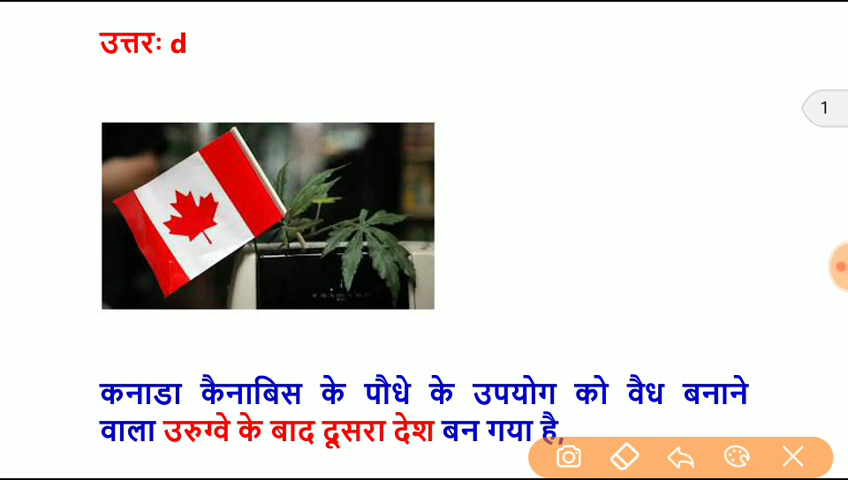 उत्तरः d
1
कनाडा कैनाबिस के पौधे के उपयोग को वैध बनाने
वाला उरुग्वे के बाद दूसरा देश बन गया है,